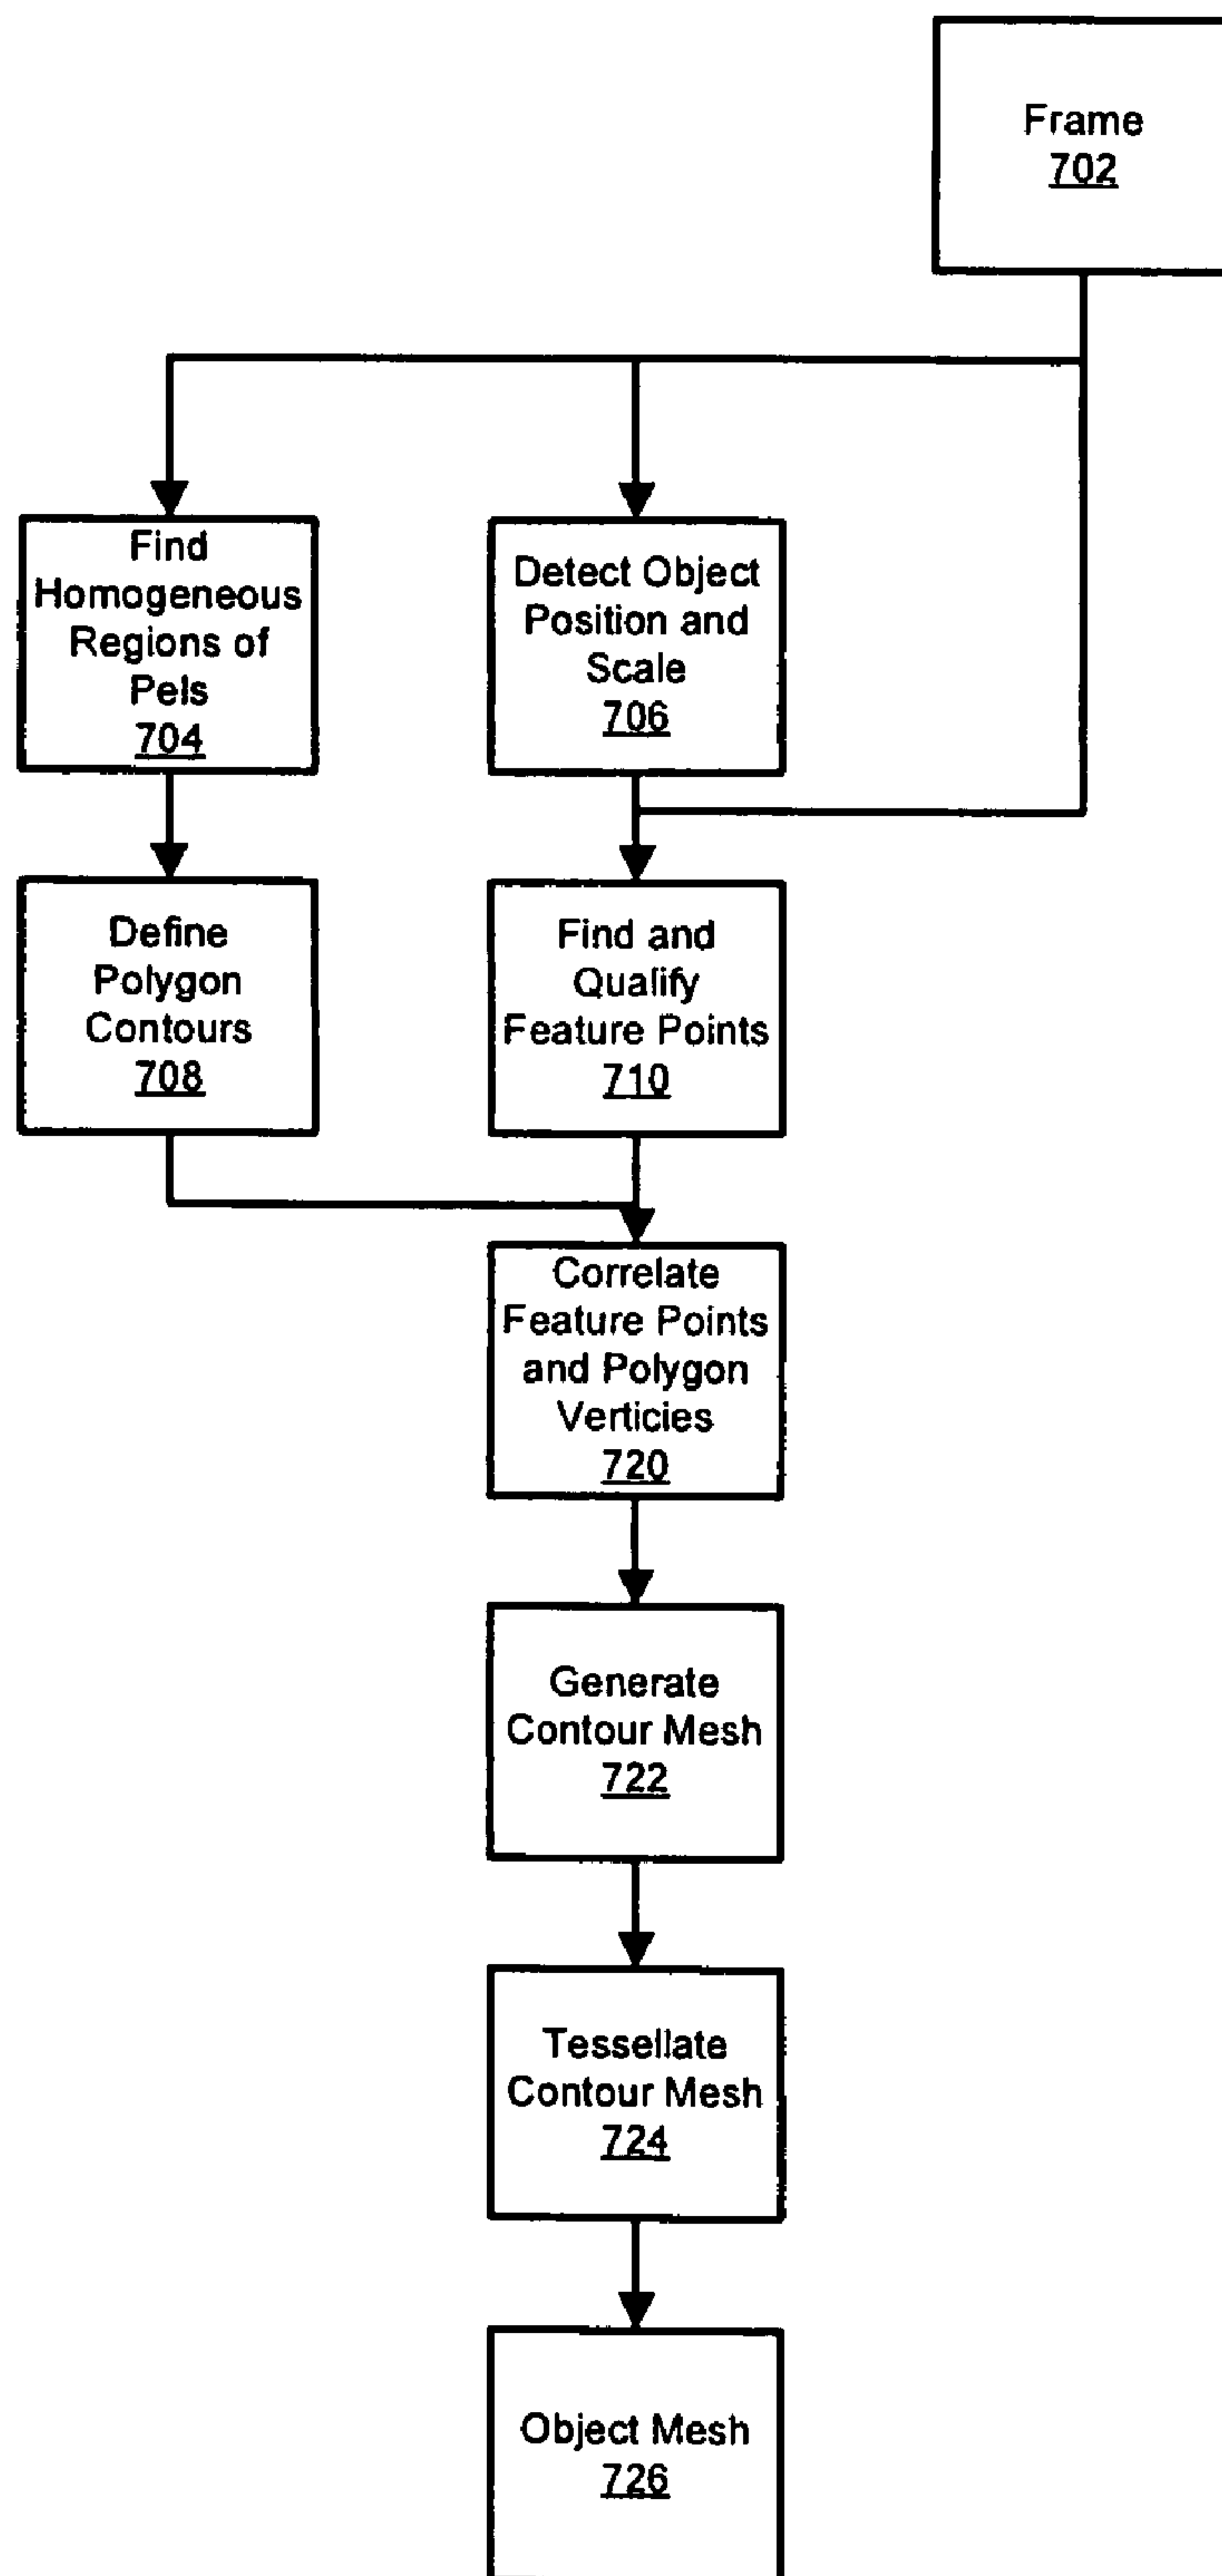 Frame
702
Find
Homogeneous
Regions of
Pels
704
Detect Object
Position and
Scale
706
Define
Polygon
Contours
708
Find and
Qualify
Feature Points
710
Correlate
Feature Points
and Polygon
Verticies
720
Generate
Contour Mesh
722
Tessellate
Contour Mesh
724
Object Mesh
726